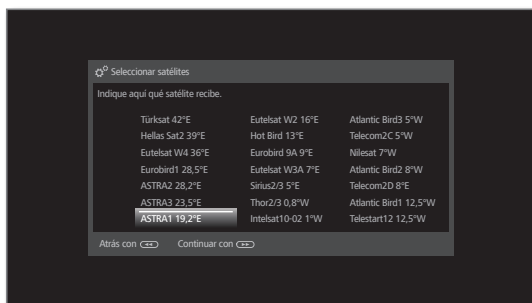 Seleccionar satélites
Indique aquí qué satélite recibe.
Türksat 42°E
Hellas Sat2 39°E
Eutelsat W4 36°E
Eurobird1 28,5°E
ASTRA2 28,2°E
ASTRA3 23,5°E
ASTRA1 19,2°E
Eutelsat W2 16°E
Hot Bird 13°E
Eurobird 9A 9°E
Eutelsat W3A 7°E
Sirius2/3 5°E
Thor2/3 0,8°W
Intelsat10-02 1°W
Atlantic Bird3 5°W
Telecom2C 5°W
Nilesat 7°W
Atlantic Bird2 8°W
Telecom2D 8°E
Atlantic Bird1 12,5°W
Telestart12 12,5°W
Atrás con Continuar con